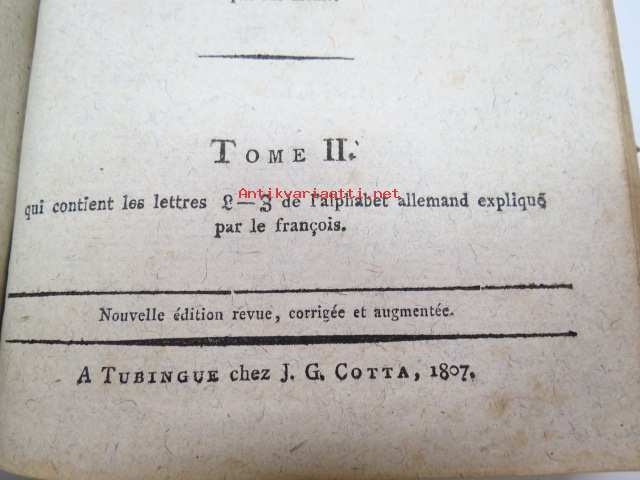 TOME II.
Antikvariaatti.net
qui contient les lettres L—Z de l'alphabet allemand expliqué
par le françois.
Nouvelle édition revue, corrigée et augmentée.
A TUBINGUE chez J. G. COTTA, 1807.